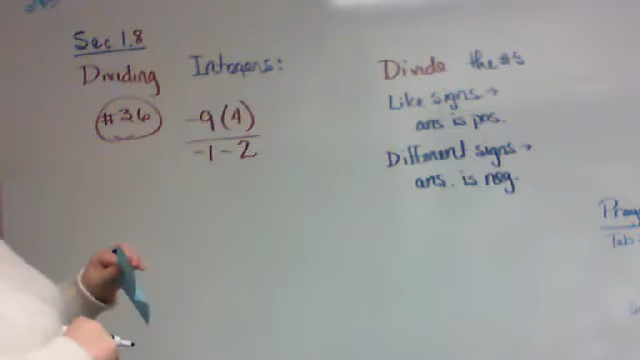 Sec 1.8
Dividing Integers:
#36
-9(4)
-1-2
Divide the #s
Like signs →
ans is pos.
Different signs →
ans. is neg.
Tab